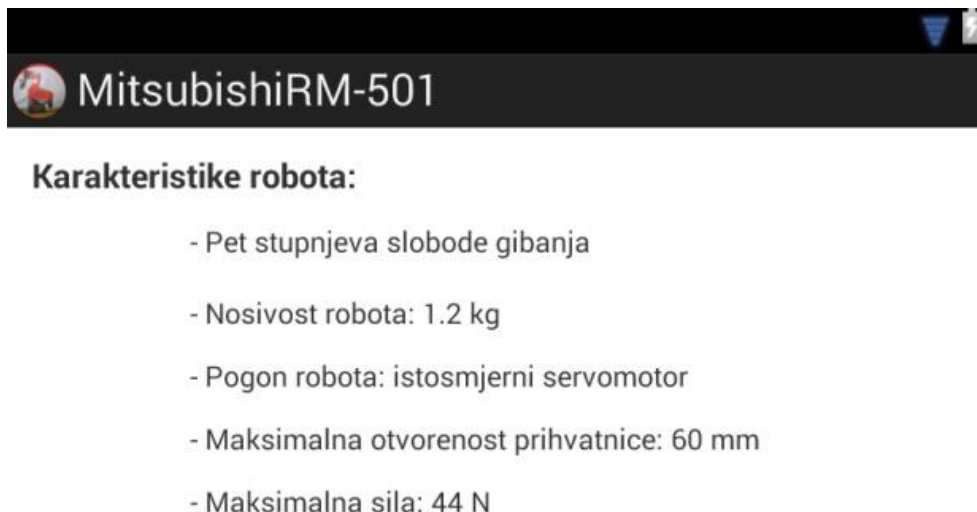 MitsubishiRM-501
Karakteristike robota:
- Pet stupnjeva slobode gibanja
- Nosivost robota: 1.2 kg
- Pogon robota: istosmjerni servomotor
- Maksimalna otvorenost prihvatnice: 60 mm
- Maksimalna sila: 44 N